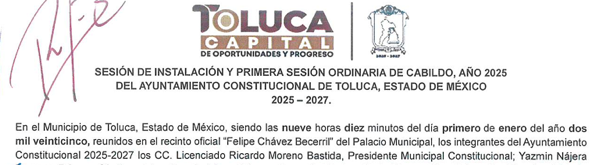 TOLUCA
CAPITAL
DE OPORTUNIDADES Y PROGRESO
SESIÓN DE INSTALACIÓN Y PRIMERA SESIÓN ORDINARIA DE CABILDO, AÑO 2025
DEL AYUNTAMIENTO CONSTITUCIONAL DE TOLUCA, ESTADO DE MÉXICO
2025 – 2027.
En el Municipio de Toluca, Estado de México, siendo las nueve horas diez minutos del día primero de enero del año dos
mil veinticinco, reunidos en el recinto oficial "Felipe Chávez Becerril" del Palacio Municipal, los integrantes del Ayuntamiento
Constitucional 2025-2027 los CC. Licenciado Ricardo Moreno Bastida, Presidente Municipal Constitucional; Yazmin Nájera